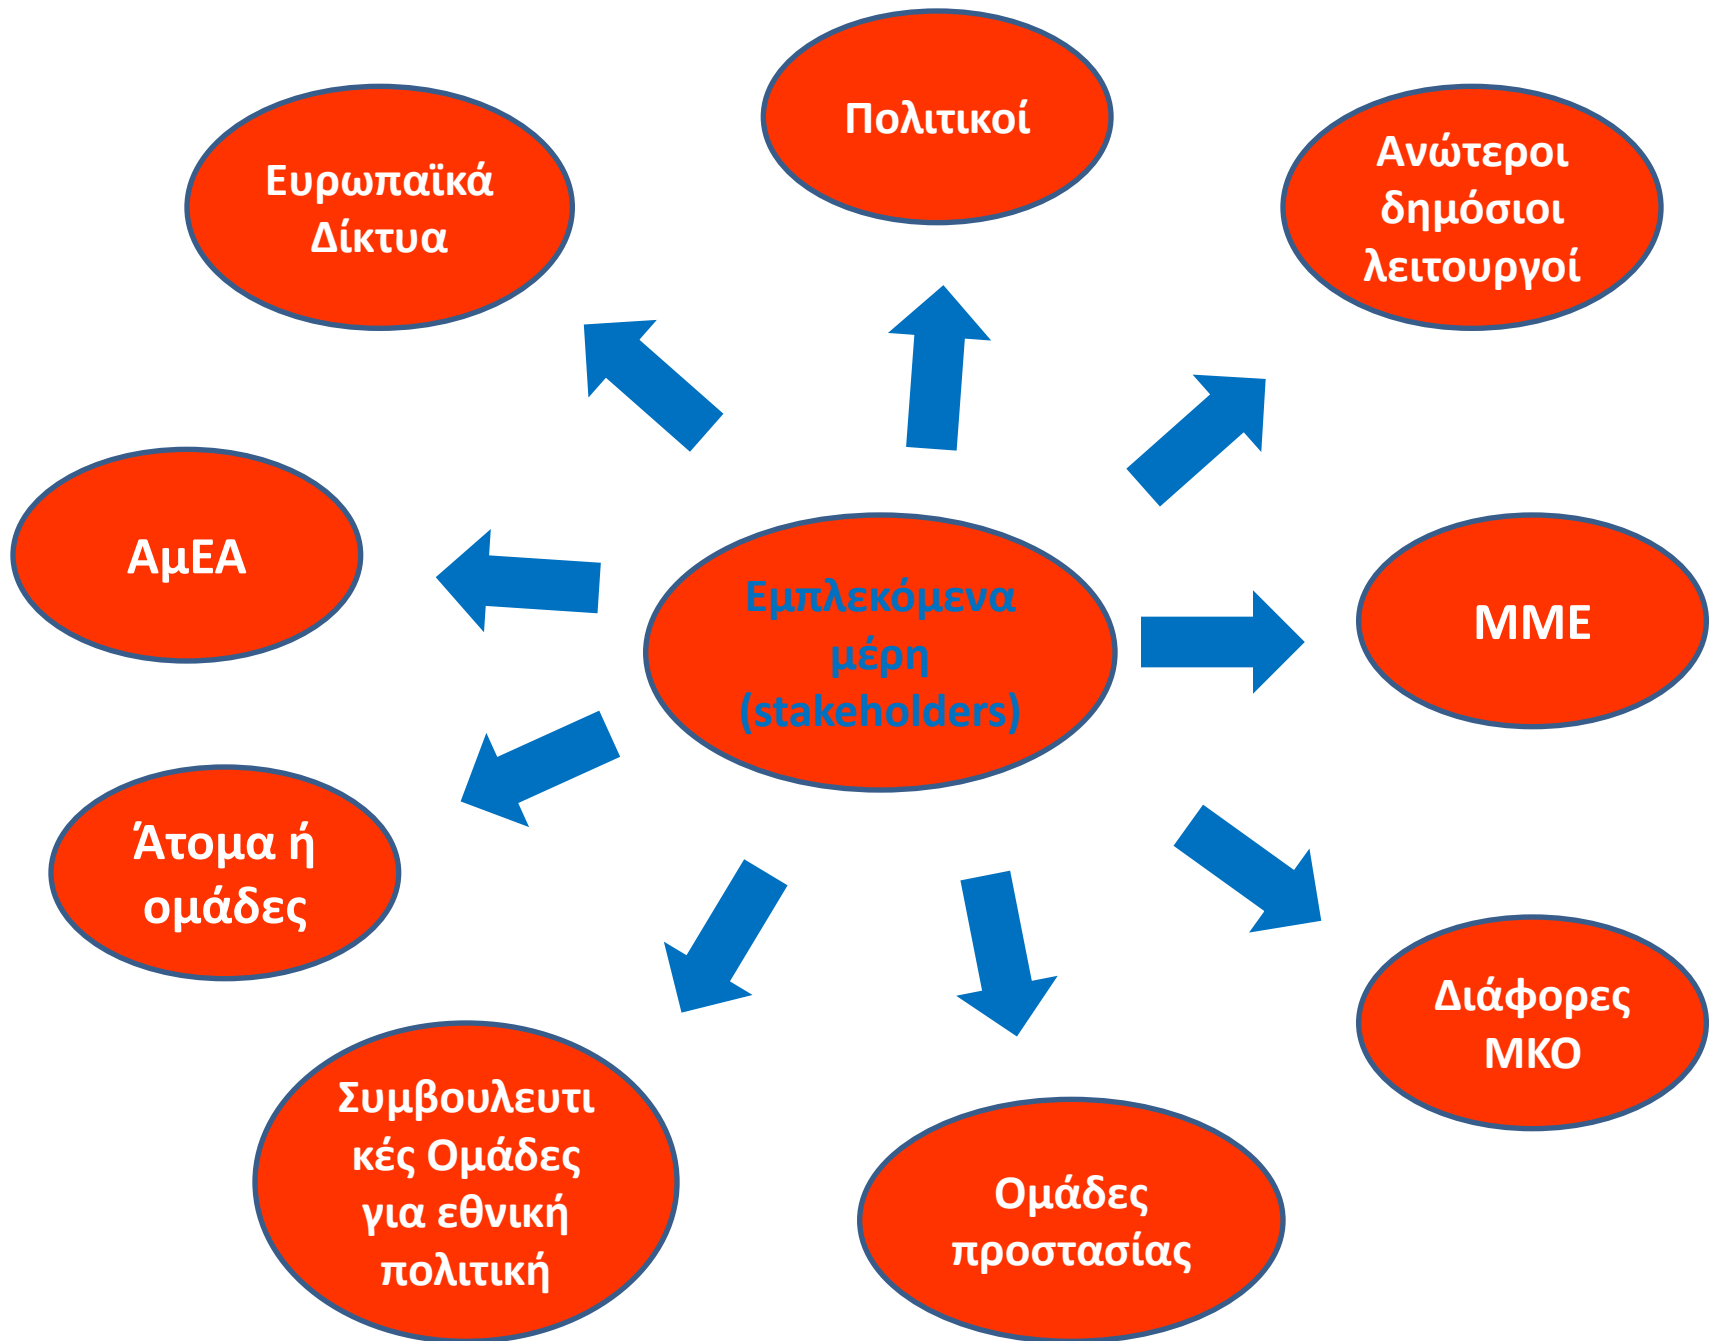 Πολιτικοί
Ευρωπαϊκά
Δίκτυα
Ανώτεροι
δημόσιοι
λειτουργοί
ΑμΕΑ
Εμπλεκόμενα
μέρη
(stakeholders)
ΜΜΕ
Άτομα ή
ομάδες
Διάφορες
ΜΚΟ
Συμβουλευτι
κές Ομάδες
για εθνική
πολιτική
Ομάδες
προστασίας